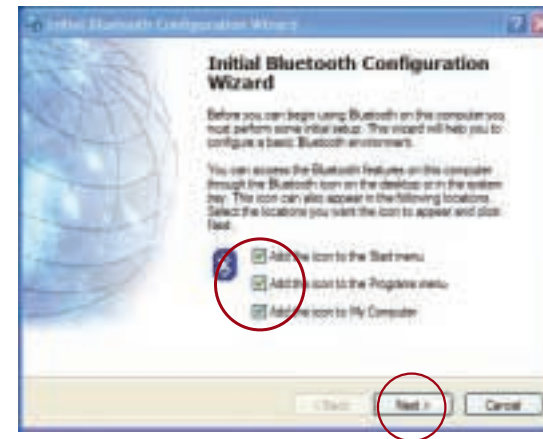 Initial Bluetooth Configuration Wizard
Initial Bluetooth Configuration
Wizard
Before you can begin using Bluetooth on this computer you
must perform some initial setup. This wizard will help you to
configure a basic Bluetooth environment.
You can access the Bluetooth features on this computer
through the Bluetooth icon on the desktop or in the system
tray. This icon can also appear in the following locations.
Select the locations you want the icon to appear and click
Next.
Add the icon to the Start menu
Add the icon to the Programs menu
Add the icon to My Computer
< Back
Next >
Cancel